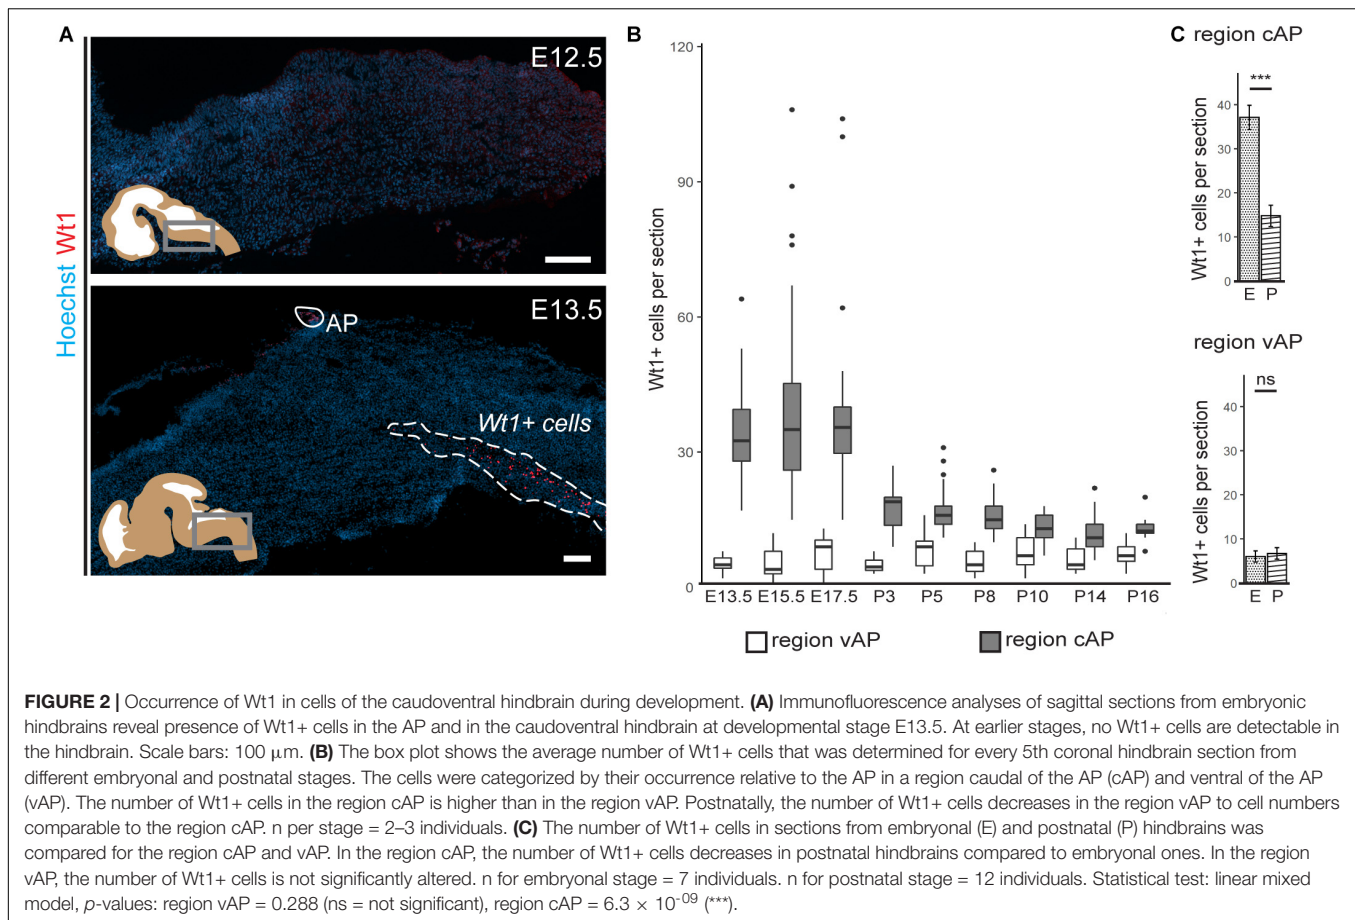 A
Hoechst Wt1
E12.5
E13.5
AP
Wt1+ cells
B
Wt1+ cells per section
120
90
60
30
0
E13.5 E15.5 E17.5 P3 P5 P8 P10 P14 P16
region vAP region cAP
C region cAP
Wt1+ cells per section
***
40
30
20
10
0
E P
region vAP
Wt1+ cells per section
ns
40
30
20
10
0
E P
FIGURE 2 | Occurrence of Wt1 in cells of the caudoventral hindbrain during development. (A) Immunofluorescence analyses of sagittal sections from embryonic
hindbrains reveal presence of Wt1+ cells in the AP and in the caudoventral hindbrain at developmental stage E13.5. At earlier stages, no Wt1+ cells are detectable in
the hindbrain. Scale bars: 100 μm. (B) The box plot shows the average number of Wt1+ cells that was determined for every 5th coronal hindbrain section from
different embryonal and postnatal stages. The cells were categorized by their occurrence relative to the AP in a region caudal of the AP (cAP) and ventral of the AP
(vAP). The number of Wt1+ cells in the region cAP is higher than in the region vAP. Postnatally, the number of Wt1+ cells decreases in the region vAP to cell numbers
comparable to the region cAP. n per stage = 2–3 individuals. (C) The number of Wt1+ cells in sections from embryonal (E) and postnatal (P) hindbrains was
compared for the region cAP and vAP. In the region cAP, the number of Wt1+ cells decreases in postnatal hindbrains compared to embryonal ones. In the region
vAP, the number of Wt1+ cells is not significantly altered. n for embryonal stage = 7 individuals. n for postnatal stage = 12 individuals. Statistical test: linear mixed
model, p-values: region vAP = 0.288 (ns = not significant), region cAP = 6.3 × 10⁻⁰⁹ (***).